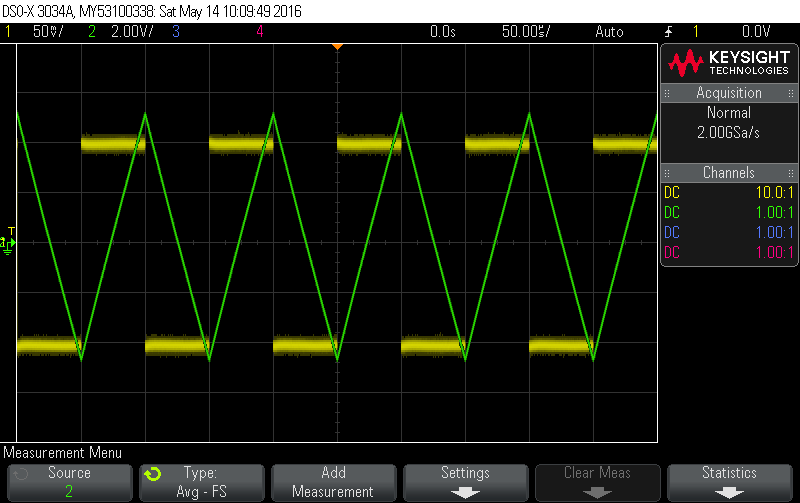 DSO-X 3034A, MY53100338: Sat May 14 10:09:49 2016
1 50mV/ 2 2.00V/ 3 4 0.0s 50.00µs/ Auto 1 0.0V
KEYSIGHT
TECHNOLOGIES
Acquisition
Normal
2.00GSa/s
Channels
DC 10.0:1
DC 1.00:1
DC 1.00:1
DC 1.00:1
T
2
Measurement Menu
Source
2
Type:
Avg - FS
Add
Measurement
Settings
Clear Meas
Statistics